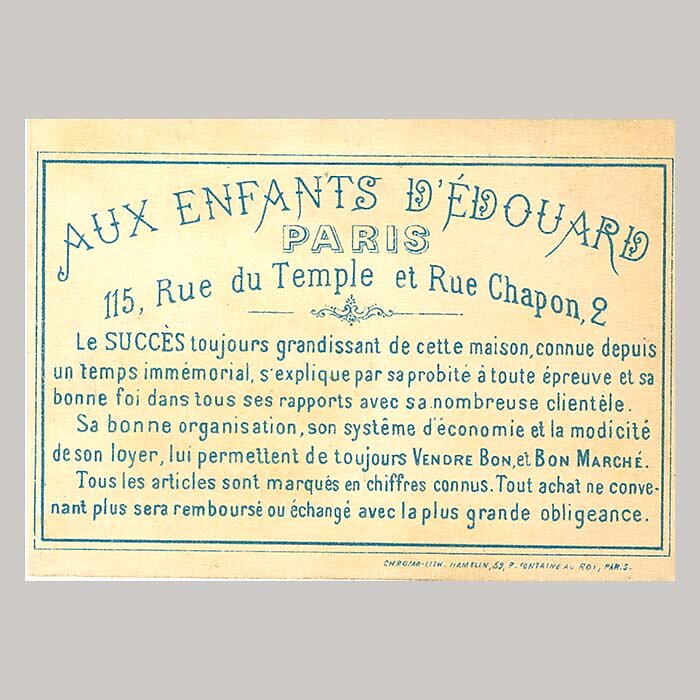 AUX ENFANTS D'ÉDOUARD
PARIS
115, Rue du Temple et Rue Chapon, 2
Le SUCCÈS toujours grandissant de cette maison, connue depuis
un temps immémorial, s'explique par sa probité à toute épreuve et sa
bonne foi dans tous ses rapports avec sa nombreuse clientèle.
Sa bonne organisation, son système d'économie et la modicité
de son loyer, lui permettent de toujours VENDRE BON, et BON MARCHÉ.
Tous les articles sont marqués en chiffres connus. Tout achat ne conve-
nant plus sera remboursé ou échangé avec la plus grande obligeance.
CHROMO-LITH. HAMELIN, 59, R. FONTAINE AU ROI, PARIS.